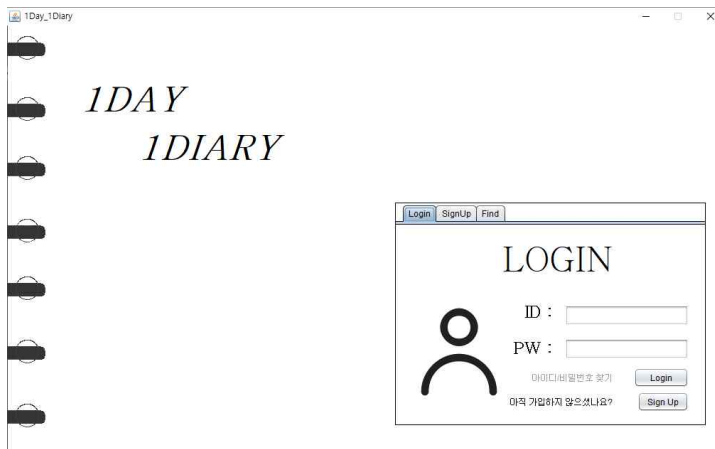 1Day_1Diary
1DAY
1DIARY
Login SignUp Find
LOGIN
ID :
PW :
아이디/비밀번호 찾기 Login
아직 가입하지 않으셨나요? Sign Up